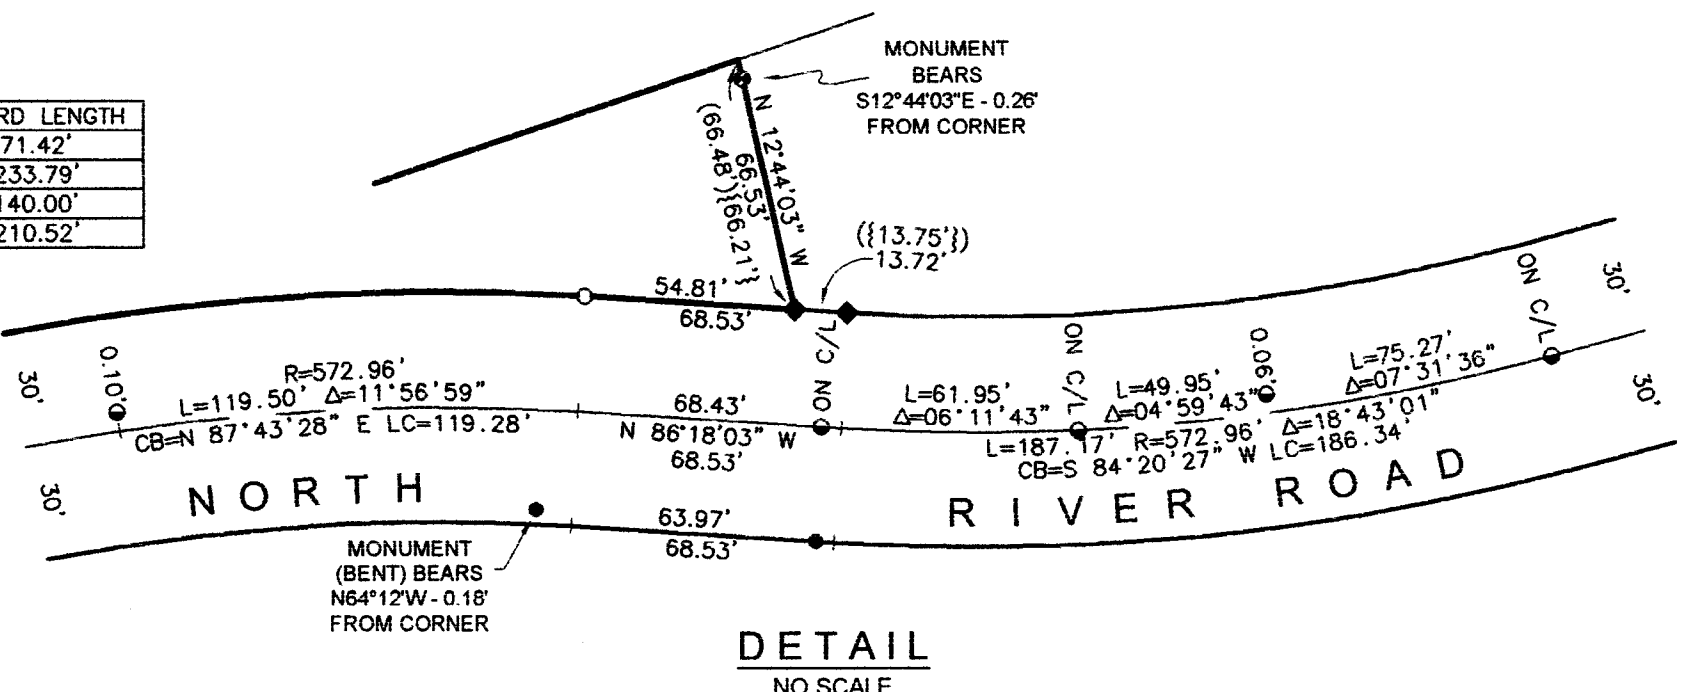 RD LENGTH
71.42'
233.79'
140.00'
210.52'
MONUMENT
BEARS
S12°44'03"E - 0.26'
FROM CORNER
N 12°44'03" W
66.53'
(66.48'){66.21'}
({13.75'})
13.72'
54.81'
68.53'
30'
0.10'
R=572.96'
L=119.50' Δ=11°56'59"
CB=N 87°43'28" E LC=119.28'
68.43'
N 86°18'03" W
68.53'
ON C/L
L=61.95'
Δ=06°11'43"
ON C/L
L=49.95'
Δ=04°59'43"
0.06'
L=75.27'
Δ=07°31'36"
ON C/L
30'
L=187.17' R=572.96' Δ=18°43'01"
CB=S 84°20'27" W LC=186.34'
30'
30'
NORTH RIVER ROAD
63.97'
68.53'
MONUMENT
(BENT) BEARS
N64°12'W - 0.18'
FROM CORNER
DETAIL
NO SCALE